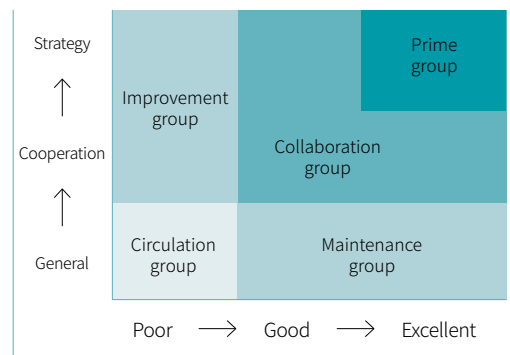 Strategy
Prime
group
Improvement
group
Cooperation
Collaboration
group
General
Circulation
group
Maintenance
group
Poor → Good → Excellent